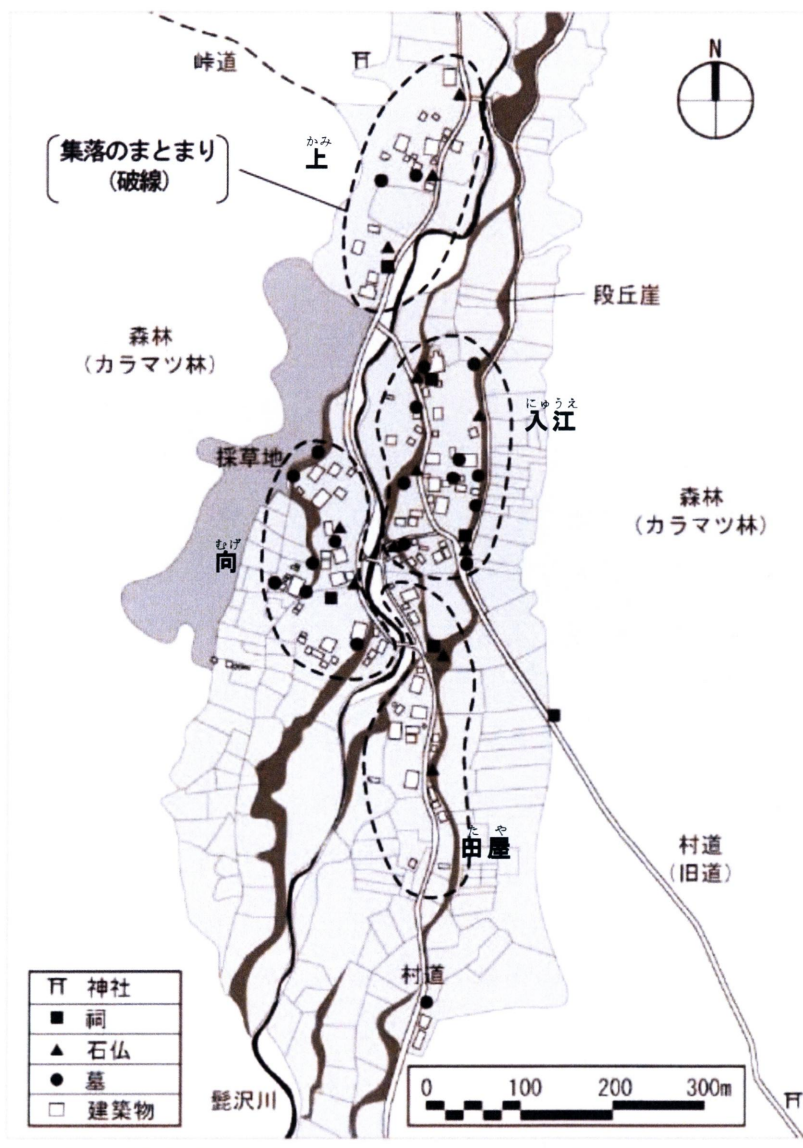 峠道
N
集落のまとまり
(破線)
かみ
上
段丘崖
森林
(カラマツ林)
にゅうえ
入江
採草地
森林
(カラマツ林)
むげ
向
たや
田屋
村道
(旧道)
村道
神社
祠
石仏
墓
建築物
髭沢川
0 100 200 300m